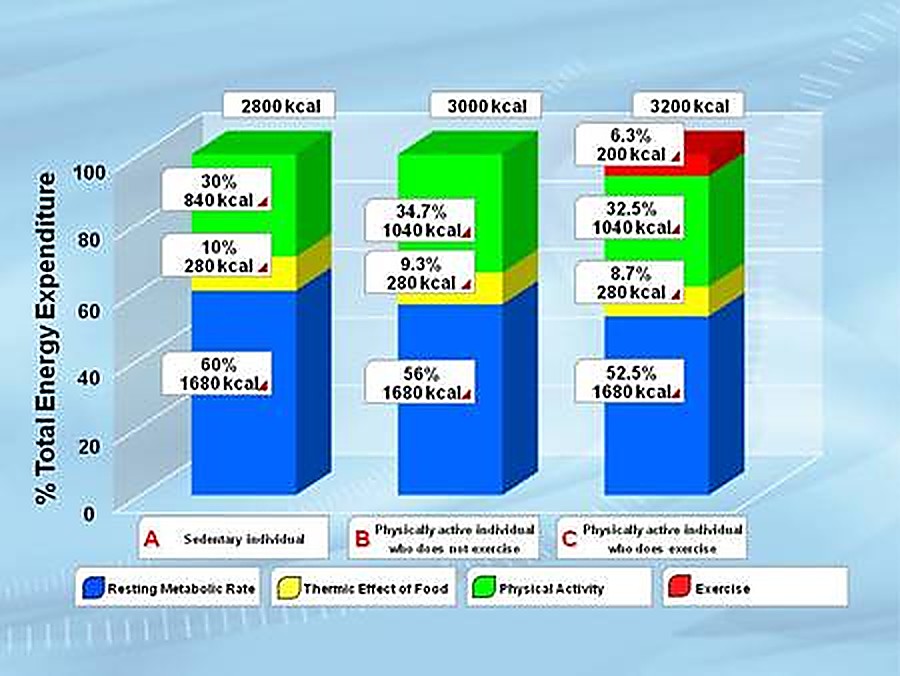 2800 kcal
3000 kcal
3200 kcal
% Total Energy Expenditure
100
80
60
40
20
0
30%
840 kcal
10%
280 kcal
60%
1680 kcal
34.7%
1040 kcal
9.3%
280 kcal
56%
1680 kcal
6.3%
200 kcal
32.5%
1040 kcal
8.7%
280 kcal
52.5%
1680 kcal
A Sedentary individual
B Physically active individual
who does not exercise
C Physically active individual
who does exercise
Resting Metabolic Rate
Thermic Effect of Food
Physical Activity
Exercise